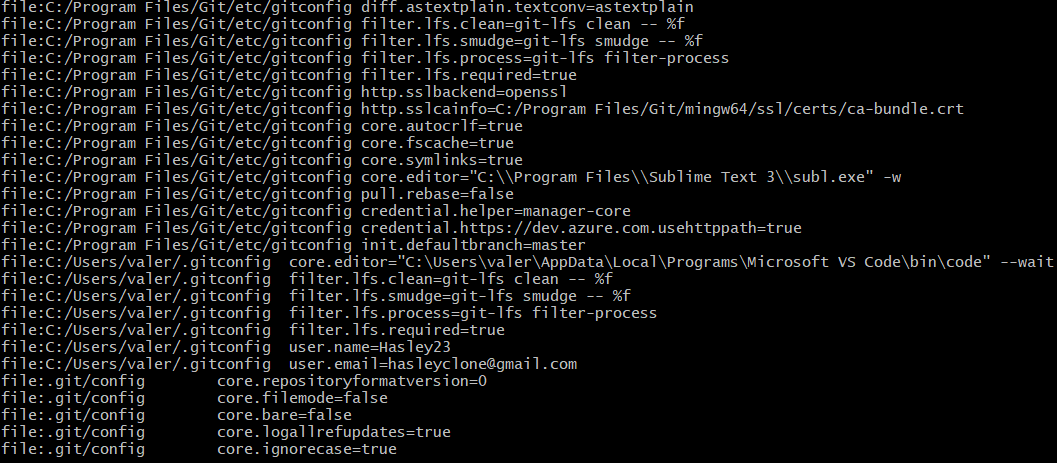 file:C:/Program Files/Git/etc/gitconfig diff.astextplain.textconv=astextplain
file:C:/Program Files/Git/etc/gitconfig filter.lfs.clean=git-lfs clean -- %f
file:C:/Program Files/Git/etc/gitconfig filter.lfs.smudge=git-lfs smudge -- %f
file:C:/Program Files/Git/etc/gitconfig filter.lfs.process=git-lfs filter-process
file:C:/Program Files/Git/etc/gitconfig filter.lfs.required=true
file:C:/Program Files/Git/etc/gitconfig http.sslbackend=openssl
file:C:/Program Files/Git/etc/gitconfig http.sslcainfo=C:/Program Files/Git/mingw64/ssl/certs/ca-bundle.crt
file:C:/Program Files/Git/etc/gitconfig core.autocrlf=true
file:C:/Program Files/Git/etc/gitconfig core.fscache=true
file:C:/Program Files/Git/etc/gitconfig core.symlinks=true
file:C:/Program Files/Git/etc/gitconfig core.editor="C:\\Program Files\\Sublime Text 3\\subl.exe" -w
file:C:/Program Files/Git/etc/gitconfig pull.rebase=false
file:C:/Program Files/Git/etc/gitconfig credential.helper=manager-core
file:C:/Program Files/Git/etc/gitconfig credential.https://dev.azure.com.usehttppath=true
file:C:/Program Files/Git/etc/gitconfig init.defaultbranch=master
file:C:/Users/valer/.gitconfig  core.editor="C:\Users\valer\AppData\Local\Programs\Microsoft VS Code\bin\code" --wait
file:C:/Users/valer/.gitconfig  filter.lfs.clean=git-lfs clean -- %f
file:C:/Users/valer/.gitconfig  filter.lfs.smudge=git-lfs smudge -- %f
file:C:/Users/valer/.gitconfig  filter.lfs.process=git-lfs filter-process
file:C:/Users/valer/.gitconfig  filter.lfs.required=true
file:C:/Users/valer/.gitconfig  user.name=Hasley23
file:C:/Users/valer/.gitconfig  user.email=hasleyclone@gmail.com
file:.git/config        core.repositoryformatversion=0
file:.git/config        core.filemode=false
file:.git/config        core.bare=false
file:.git/config        core.logallrefupdates=true
file:.git/config        core.ignorecase=true